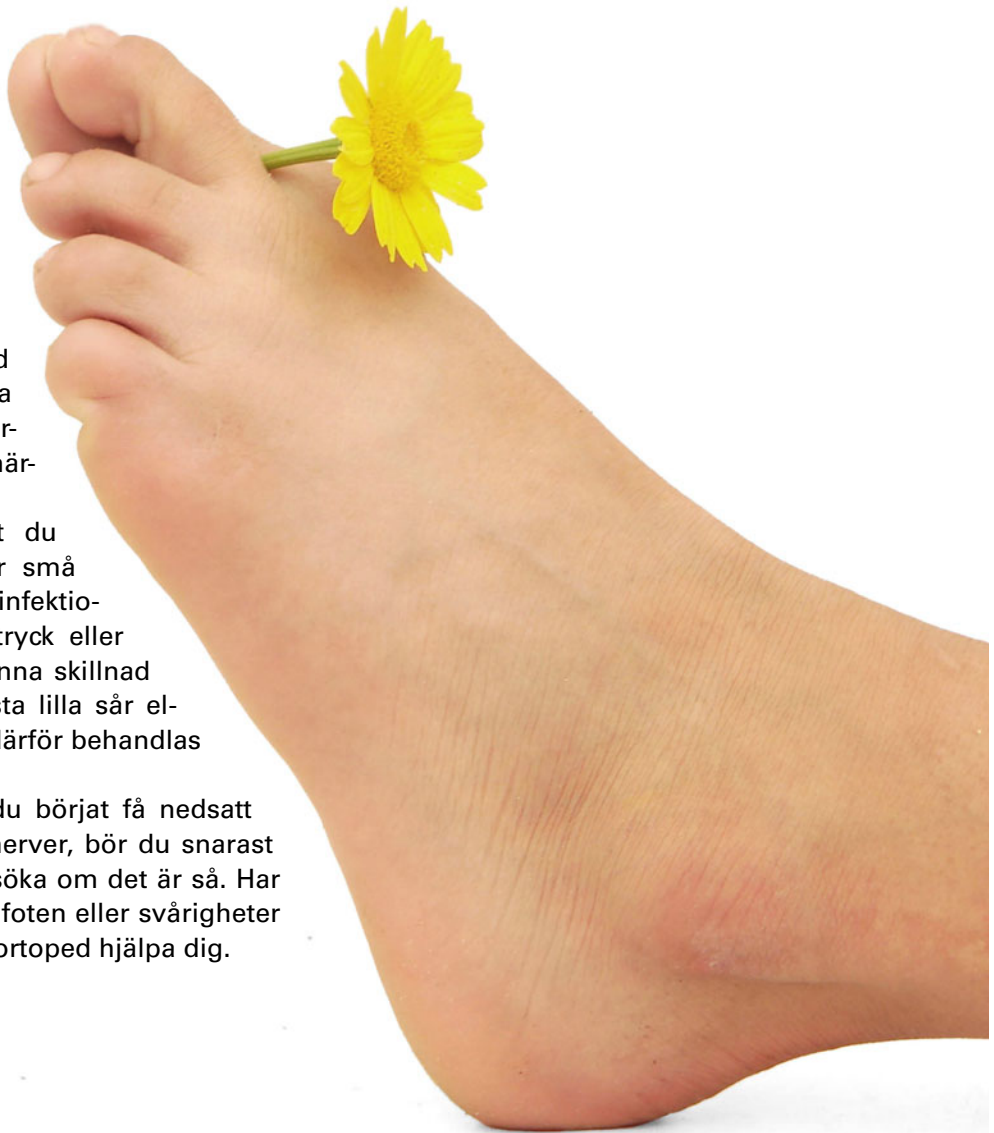 d
a
r-
när-
t du
r små
infektio-
tryck eller
nna skillnad
sta lilla sår el-
därför behandlas
du börjat få nedsatt
nerver, bör du snarast
söka om det är så. Har
foten eller svårigheter
ortoped hjälpa dig.